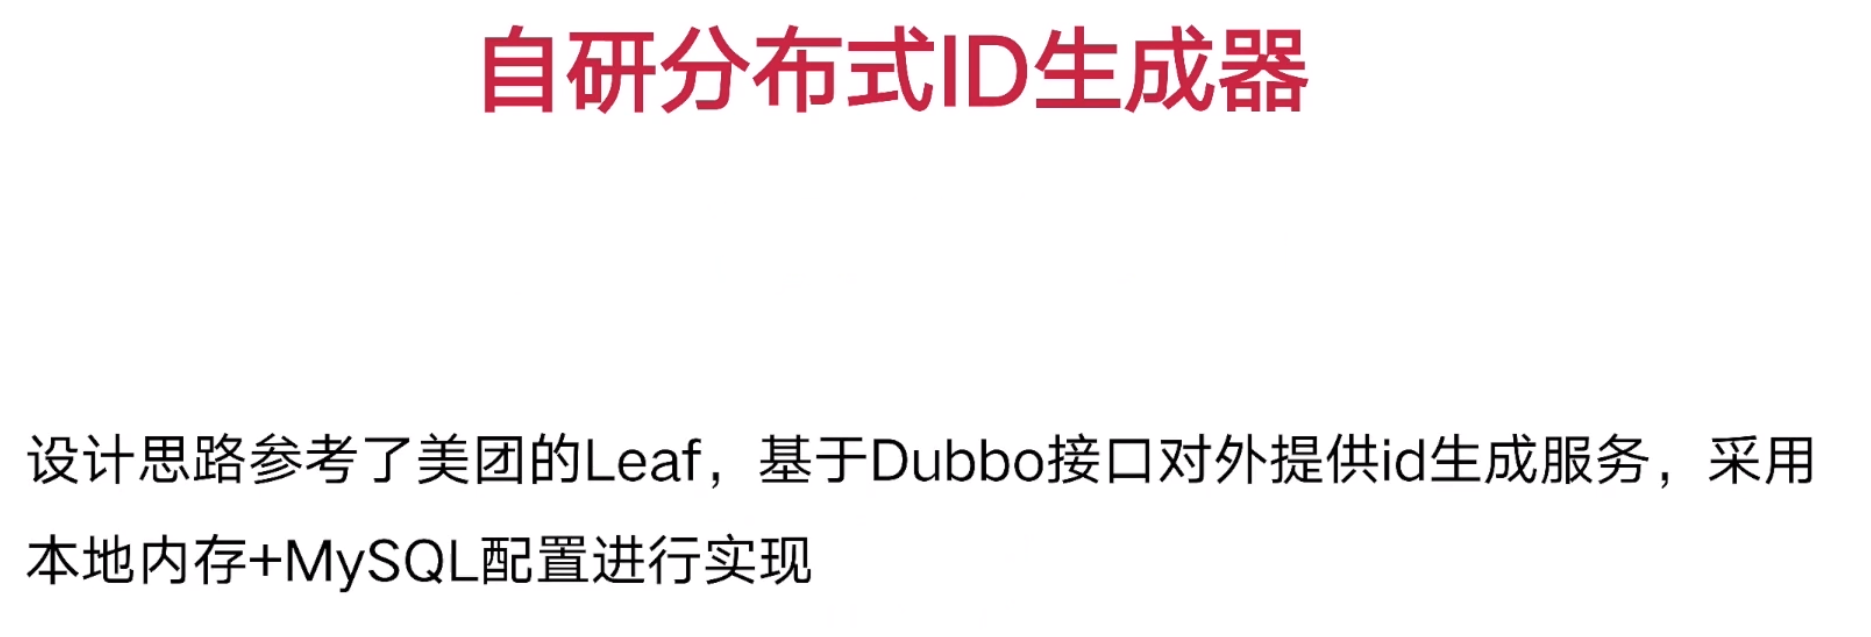 自研分布式ID生成器
设计思路参考了美团的Leaf，基于Dubbo接口对外提供id生成服务，采用
本地内存+MySQL配置进行实现